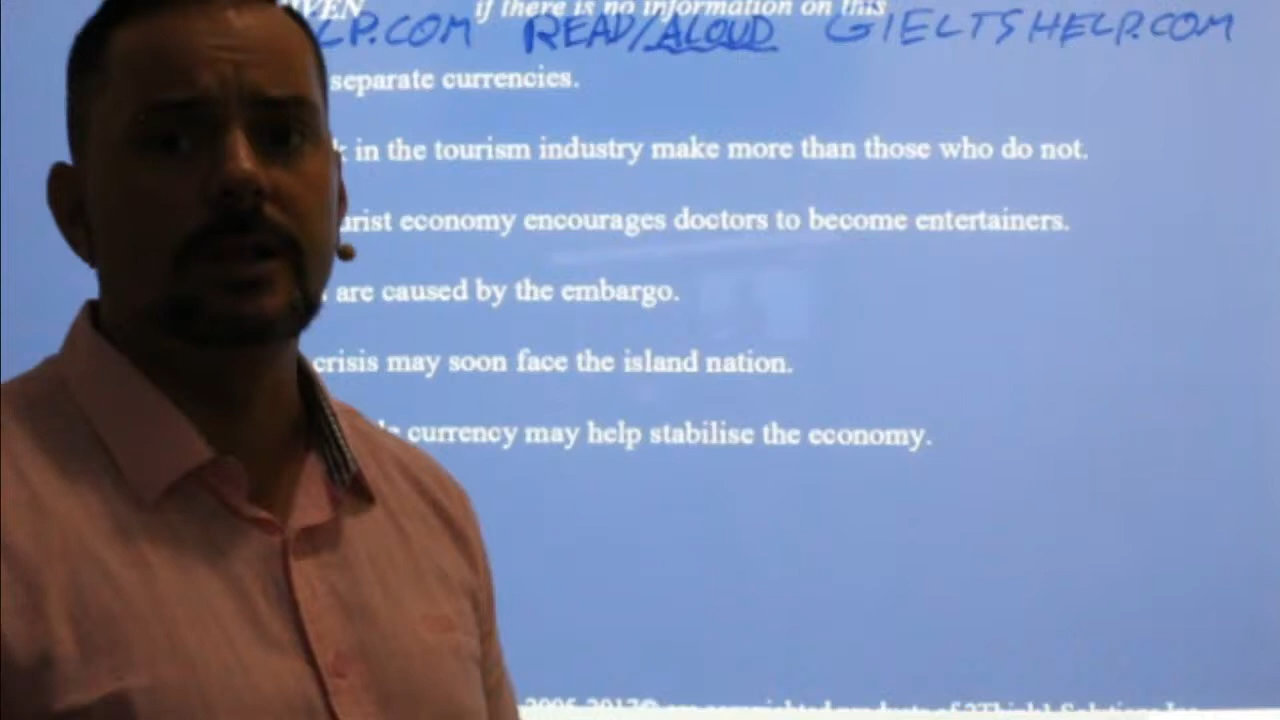 if there is no information on this
LP.COM READ/ALOUD GIELTSHELP.COM
separate currencies.
in the tourism industry make more than those who do not.
economy encourages doctors to become entertainers.
are caused by the embargo.
crisis may soon face the island nation.
currency may help stabilise the economy.